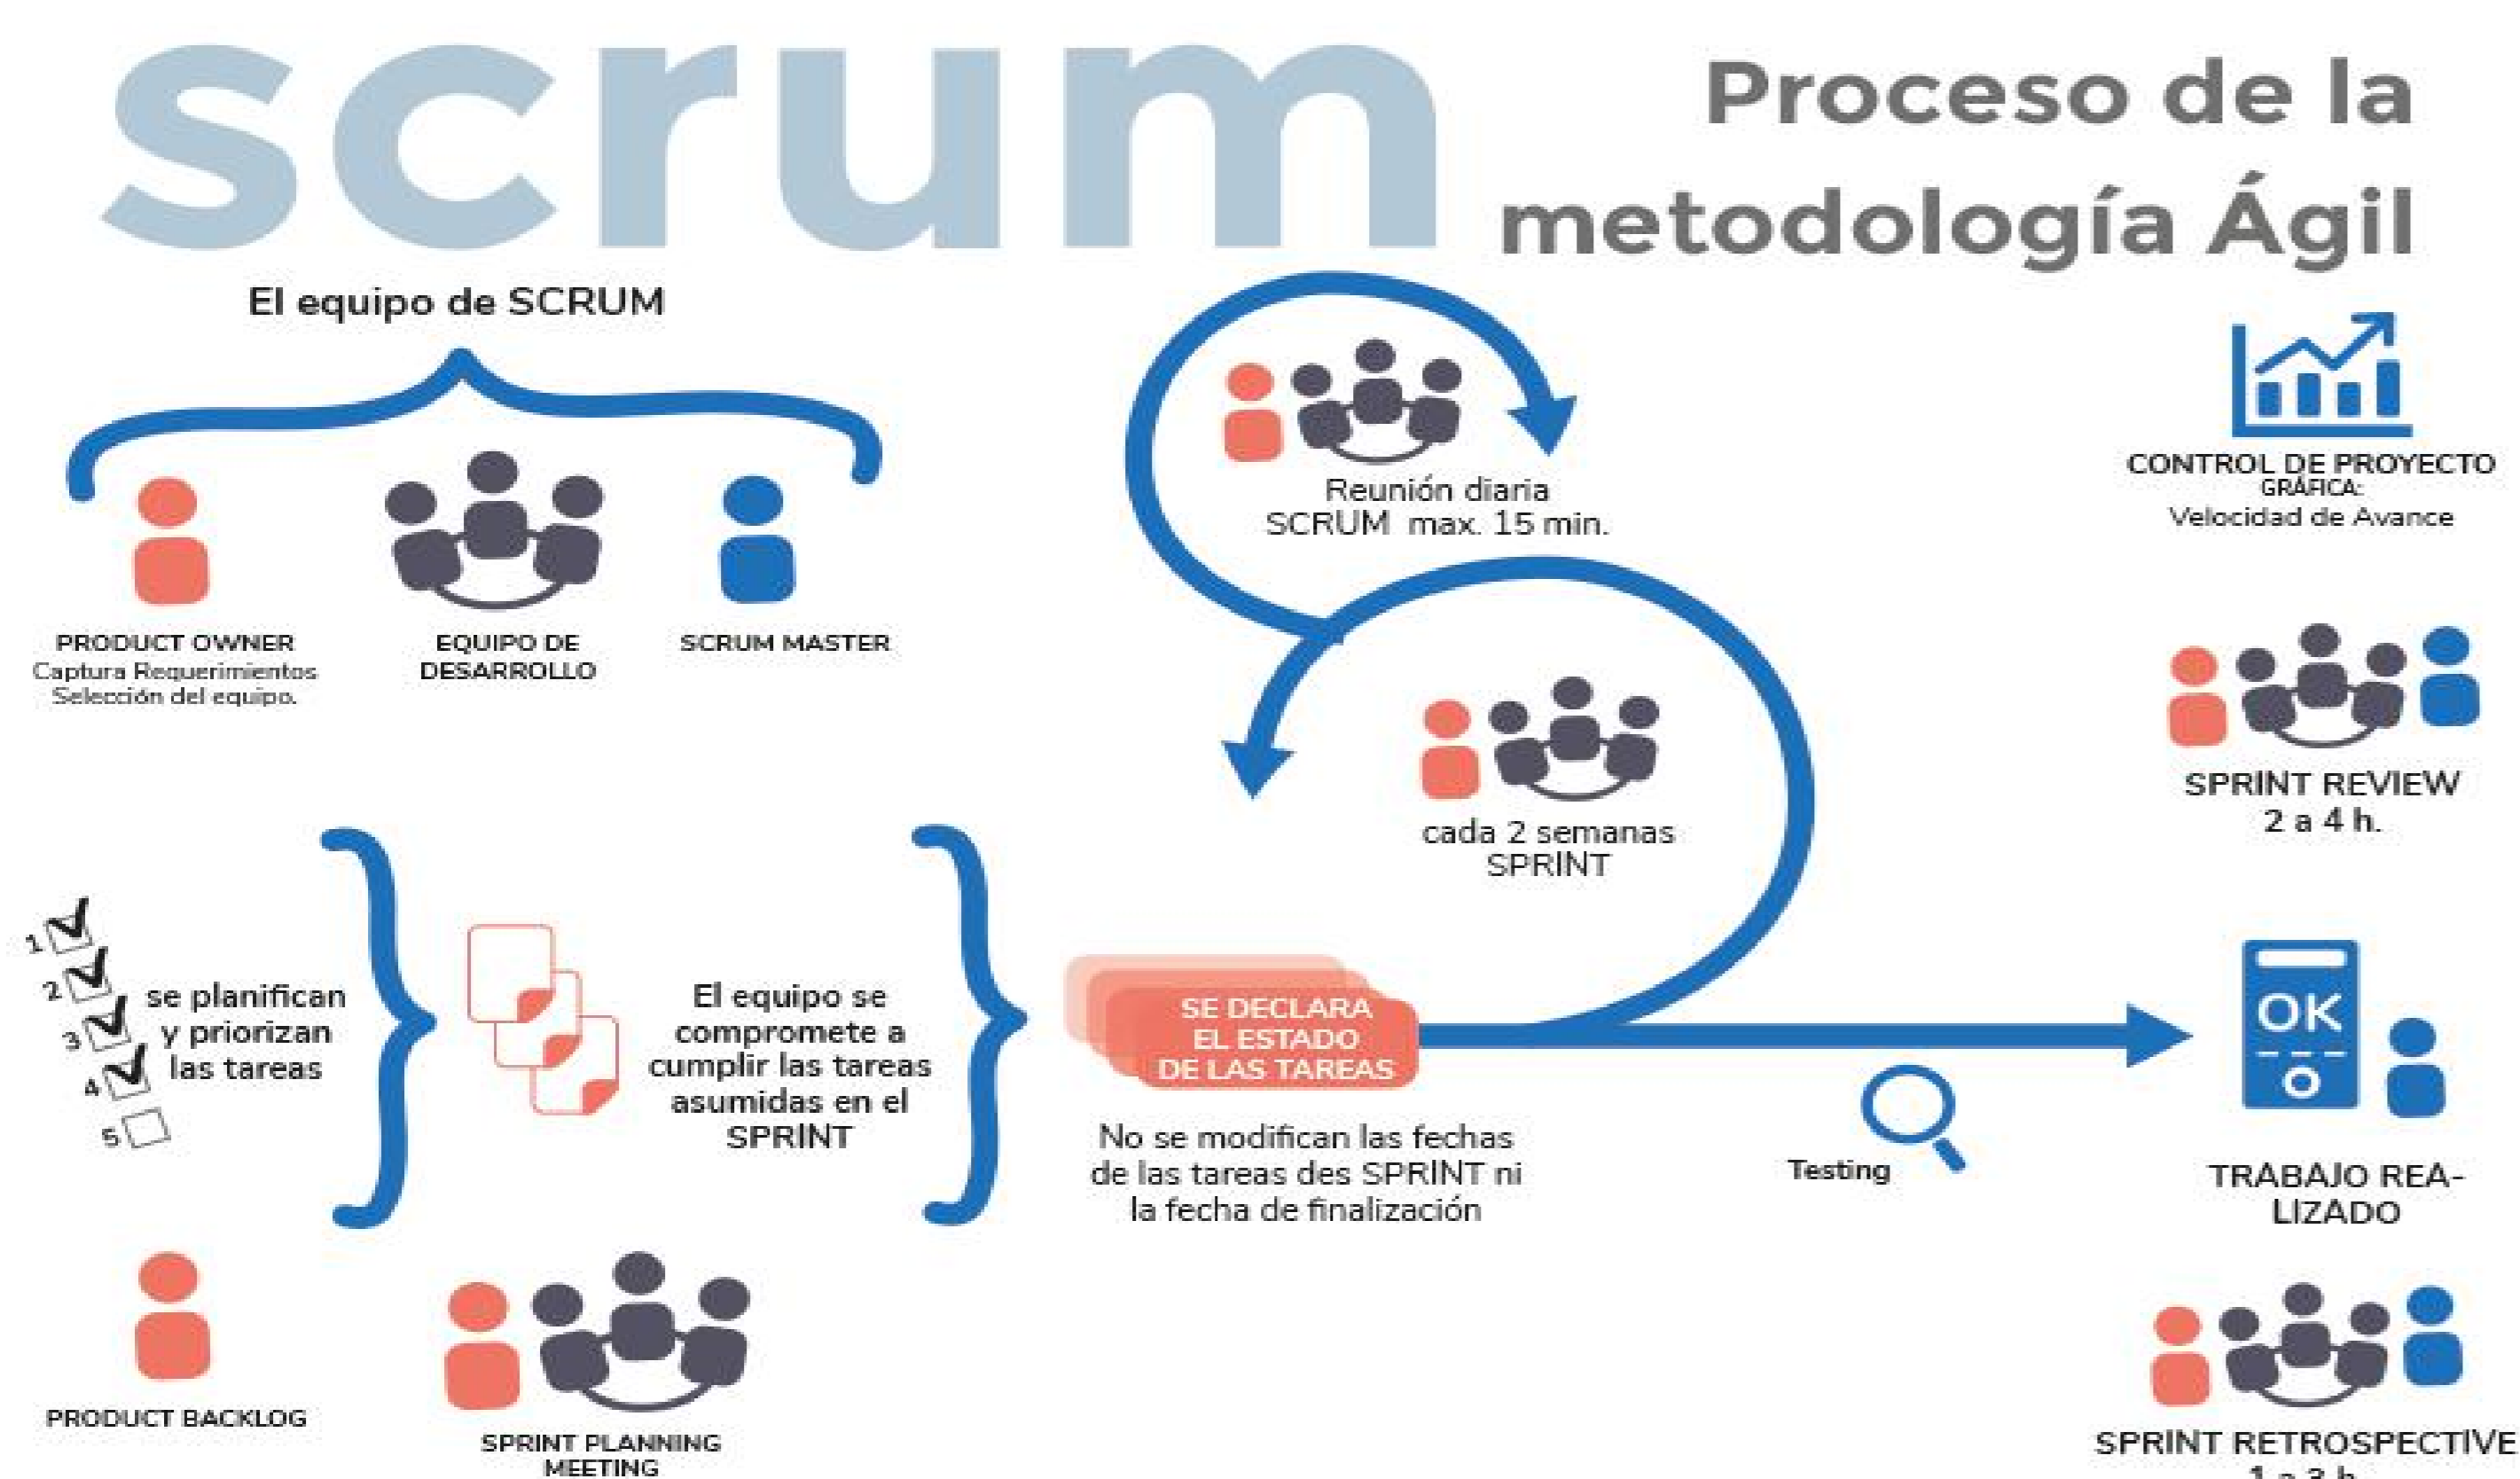 scrum
Proceso de la
metodología Ágil
El equipo de SCRUM
PRODUCT OWNER
Captura Requerimientos
Selección del equipo.
EQUIPO DE
DESARROLLO
SCRUM MASTER
Reunión diaria
SCRUM max. 15 min.
CONTROL DE PROYECTO
GRÁFICA:
Velocidad de Avance
cada 2 semanas
SPRINT
SPRINT REVIEW
2 a 4 h.
1
2
3
4
5
se planifican
y priorizan
las tareas
El equipo se
compromete a
cumplir las tareas
asumidas en el
SPRINT
SE DECLARA
EL ESTADO
DE LAS TAREAS
No se modifican las fechas
de las tareas des SPRINT ni
la fecha de finalización
Testing
OK
TRABAJO REA-
LIZADO
PRODUCT BACKLOG
SPRINT PLANNING
MEETING
SPRINT RETROSPECTIVE
1 a 3 h.